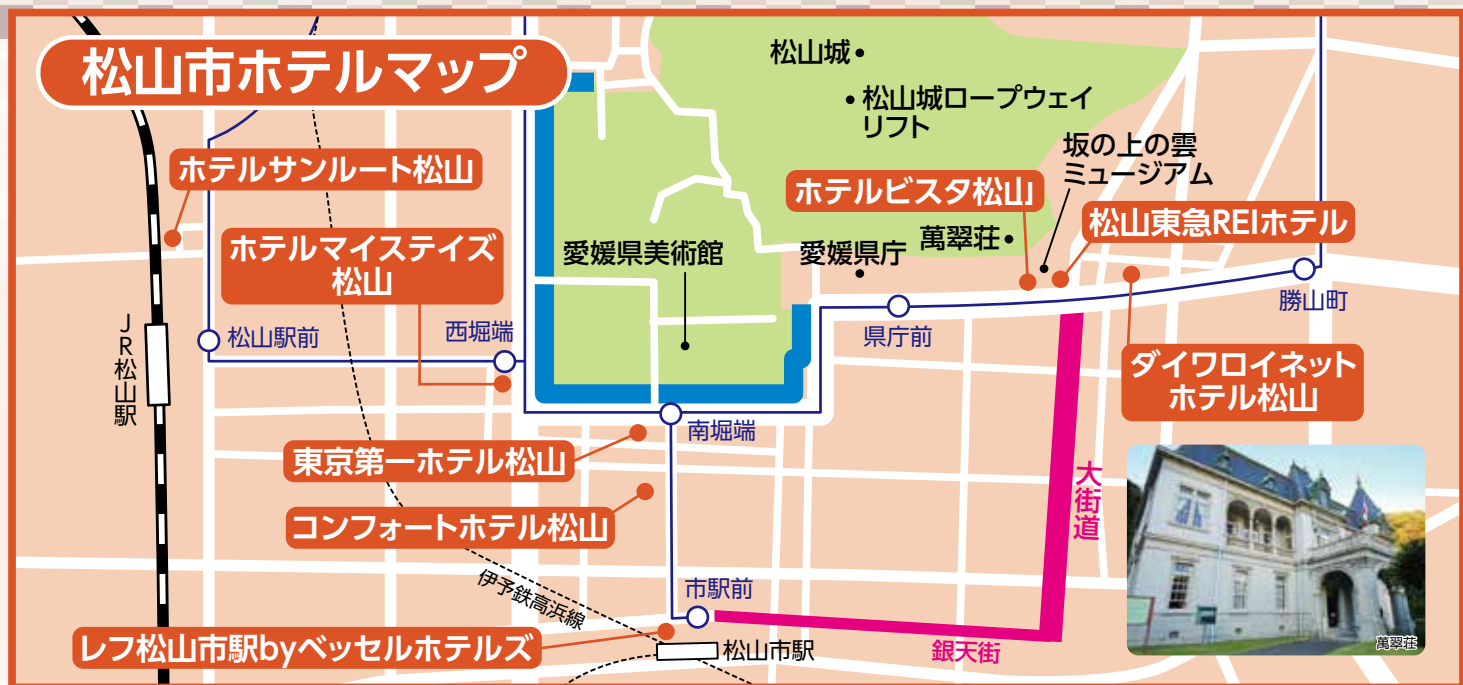 松山市ホテルマップ
松山城
松山城ロープウェイ
リフト
坂の上の雲
ミュージアム
ホテルサンルート松山
ホテルビスタ松山
松山東急REIホテル
ホテルマイステイズ
松山
愛媛県美術館
愛媛県庁
萬翠荘
勝山町
JR松山駅
松山駅前
西堀端
県庁前
ダイワロイネット
ホテル松山
南堀端
東京第一ホテル松山
コンフォートホテル松山
大街道
伊予鉄高浜線
市駅前
レフ松山市駅byベッセルホテルズ
松山市駅
銀天街
萬翠荘